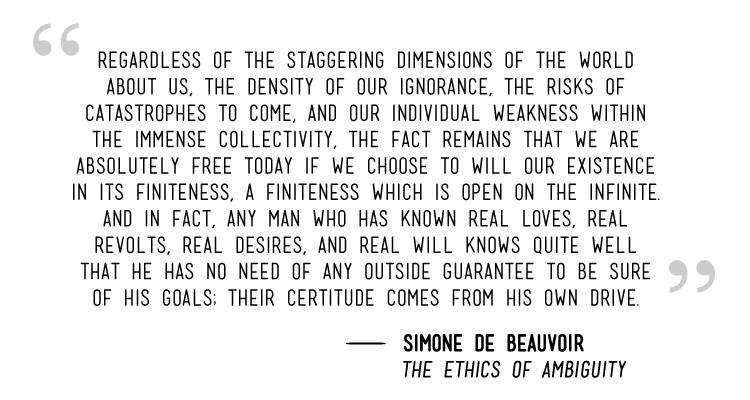 “
REGARDLESS OF THE STAGGERING DIMENSIONS OF THE WORLD
ABOUT US, THE DENSITY OF OUR IGNORANCE, THE RISKS OF
CATASTROPHES TO COME, AND OUR INDIVIDUAL WEAKNESS WITHIN
THE IMMENSE COLLECTIVITY, THE FACT REMAINS THAT WE ARE
ABSOLUTELY FREE TODAY IF WE CHOOSE TO WILL OUR EXISTENCE
IN ITS FINITENESS, A FINITENESS WHICH IS OPEN ON THE INFINITE.
AND IN FACT, ANY MAN WHO HAS KNOWN REAL LOVES, REAL
REVOLTS, REAL DESIRES, AND REAL WILL KNOWS QUITE WELL
THAT HE HAS NO NEED OF ANY OUTSIDE GUARANTEE TO BE SURE
OF HIS GOALS; THEIR CERTITUDE COMES FROM HIS OWN DRIVE.
”
— SIMONE DE BEAUVOIR
THE ETHICS OF AMBIGUITY